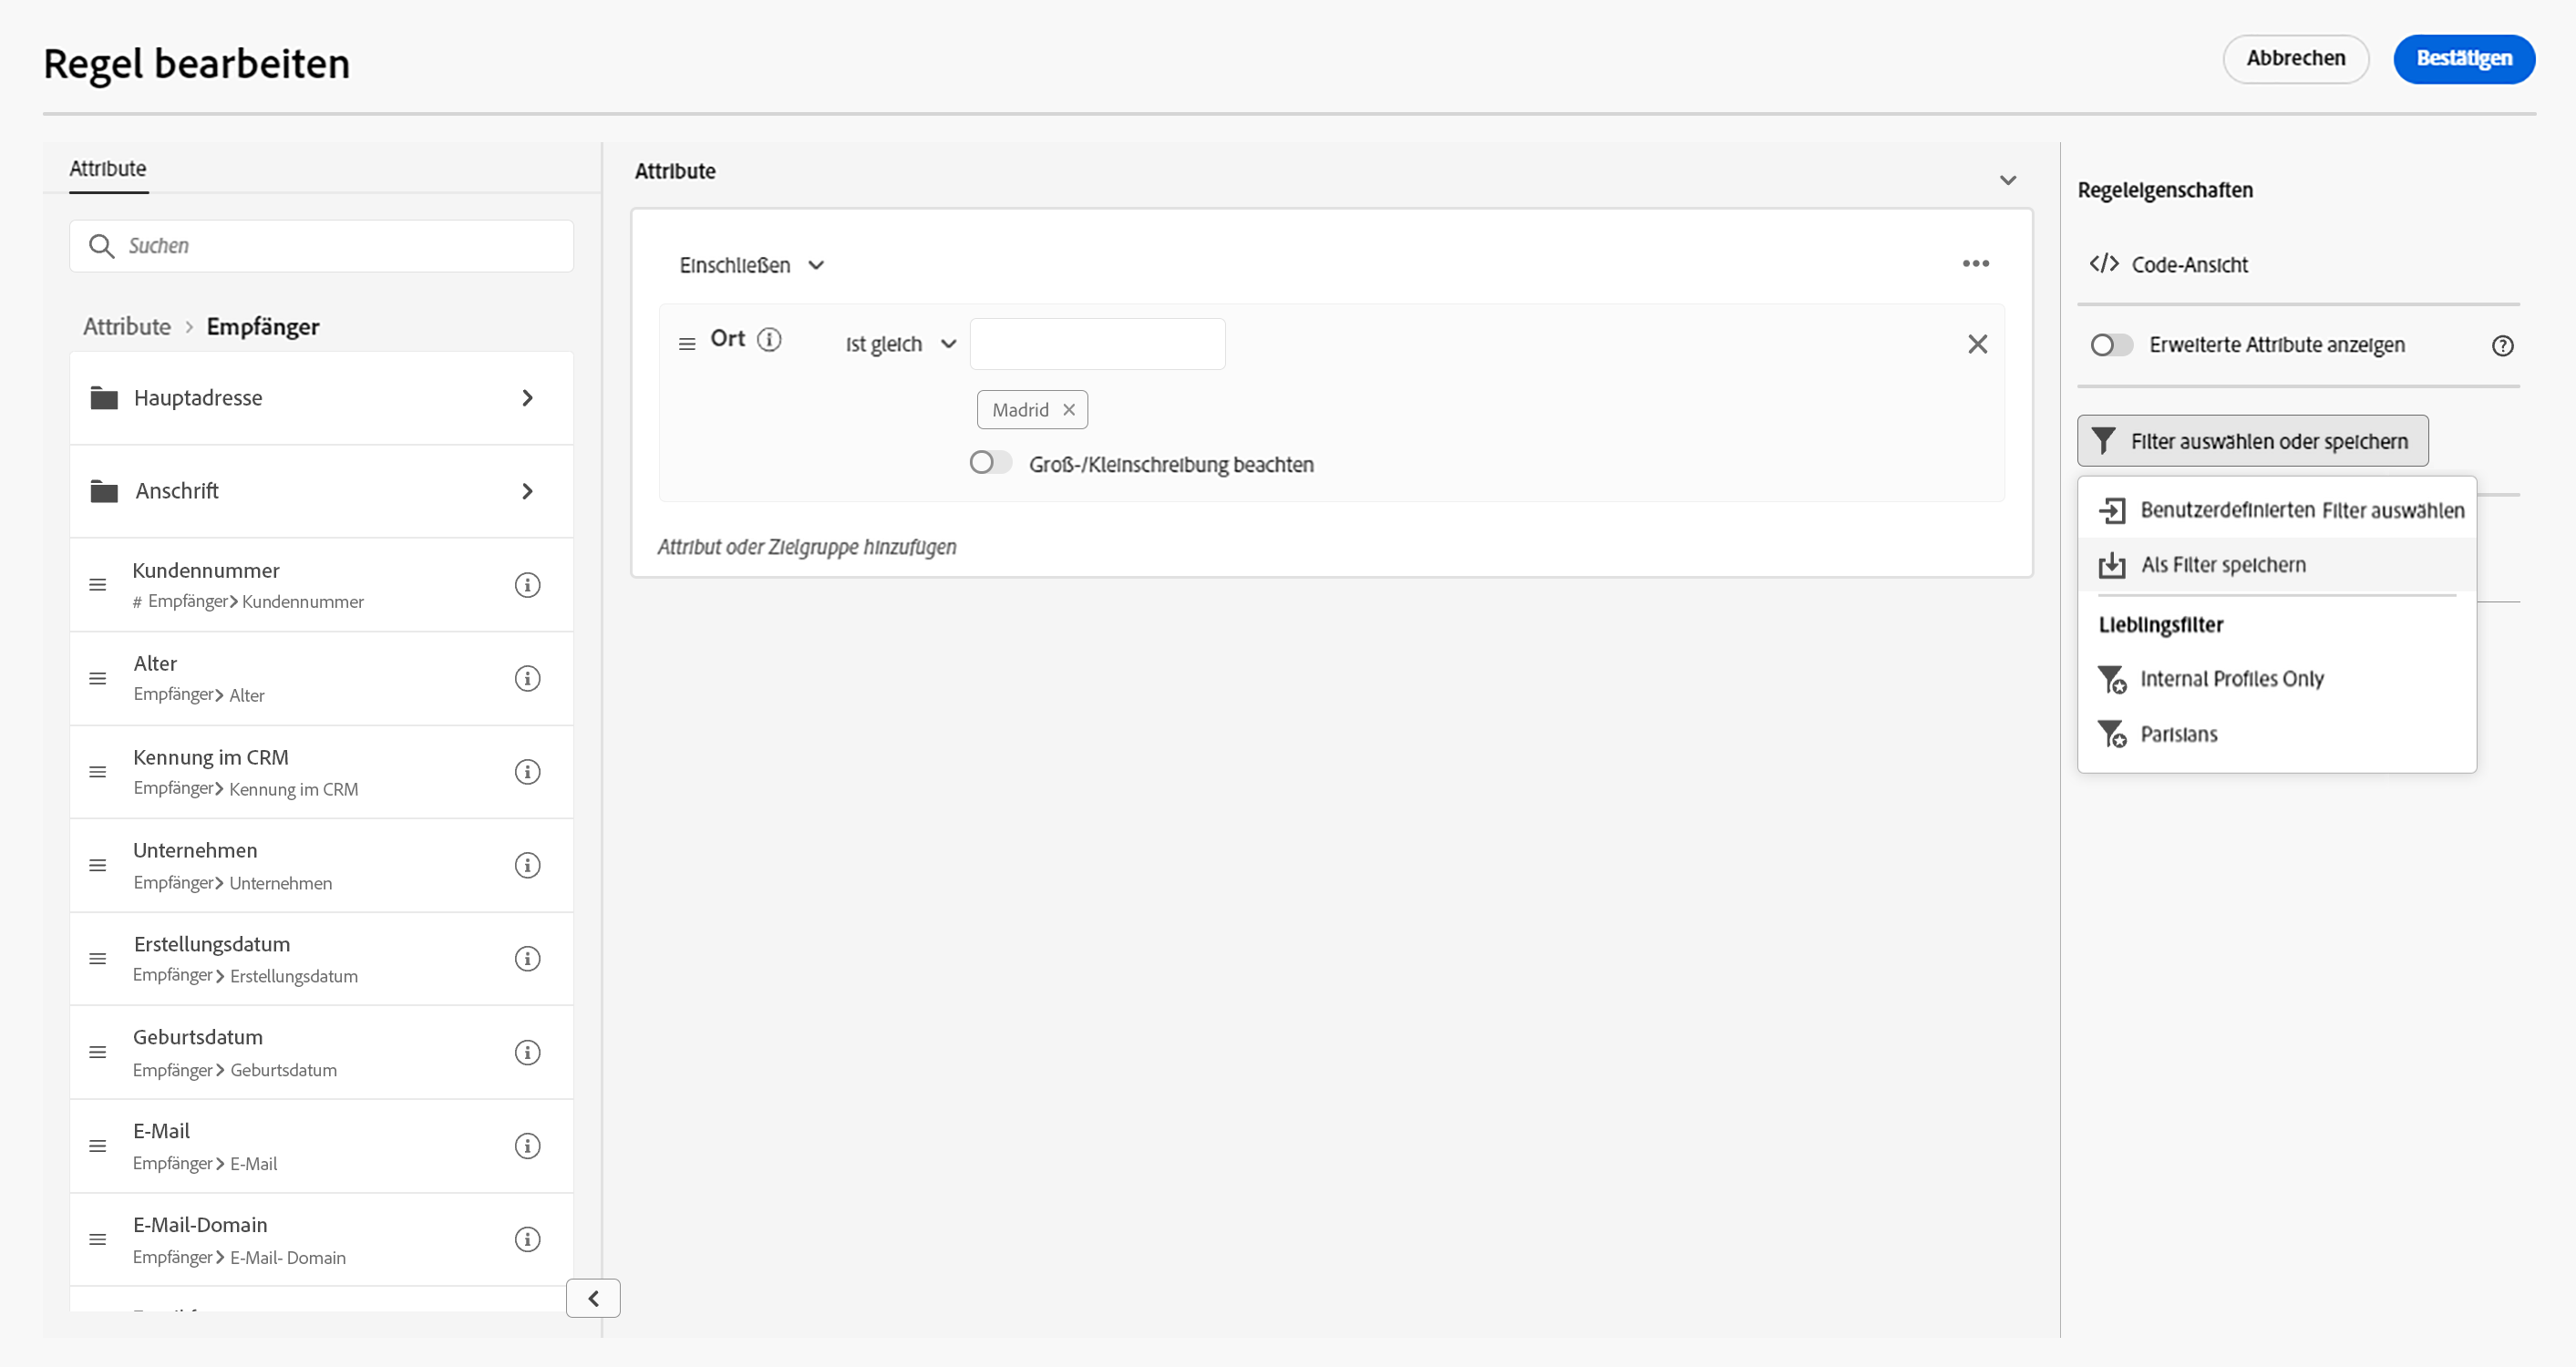 Regel bearbeiten
Abbrechen
Bestätigen
Attribute
Suchen
Attribute › Empfänger
Hauptadresse
Anschrift
Kundennummer
# Empfänger Kundennummer
Alter
Empfänger Alter
Kennung im CRM
Empfänger Kennung im CRM
Unternehmen
Empfänger Unternehmen
Erstellungsdatum
Empfänger Erstellungsdatum
Geburtsdatum
Empfänger Geburtsdatum
E-Mail
Empfänger E-Mail
E-Mail-Domain
Empfänger E-Mail- Domain
Attribute
Einschließen
Ort
Ist gleich
Madrid
Groß-/Kleinschreibung beachten
Attribut oder Zielgruppe hinzufügen
Regeleigenschaften
</> Code-Ansicht
Erweiterte Attribute anzeigen
Filter auswählen oder speichern
Benutzerdefinierten Filter auswählen
Als Filter speichern
Lieblingsfilter
Internal Profiles Only
Parisians